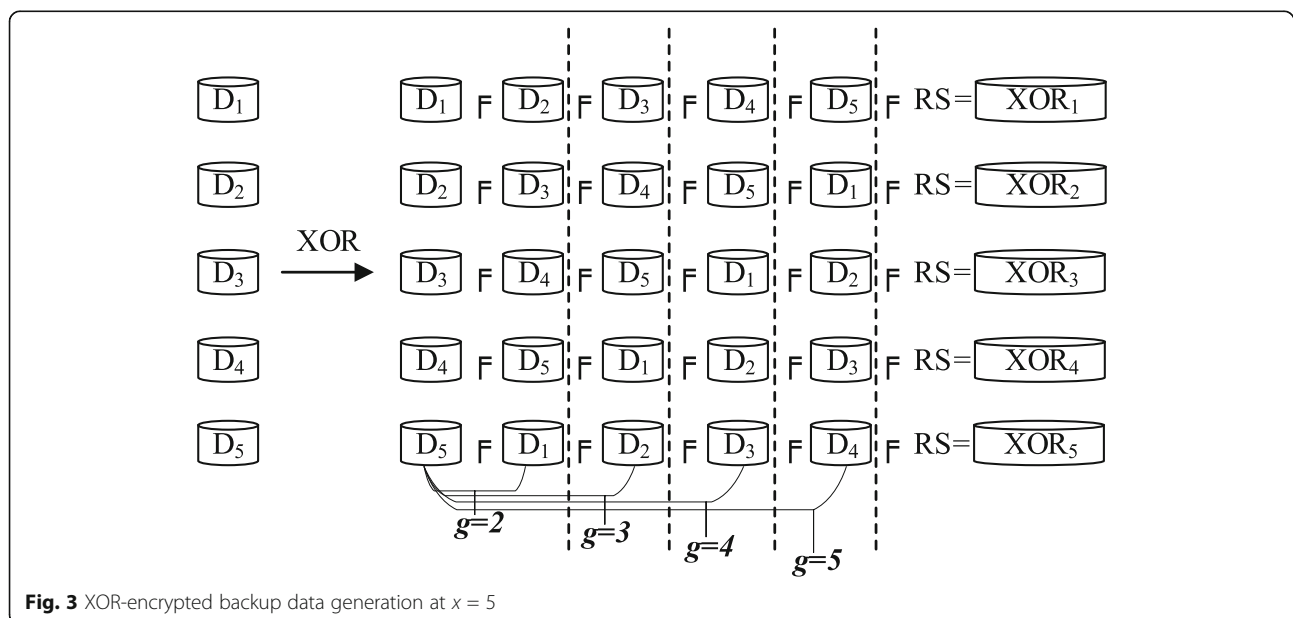 D₁ D₁ F D₂ F D₃ F D₄ F D₅ F RS= XOR₁
D₂ D₂ F D₃ F D₄ F D₅ F D₁ F RS= XOR₂
XOR
D₃ D₃ F D₄ F D₅ F D₁ F D₂ F RS= XOR₃
D₄ D₄ F D₅ F D₁ F D₂ F D₃ F RS= XOR₄
D₅ D₅ F D₁ F D₂ F D₃ F D₄ F RS= XOR₅
g=2
g=3
g=4
g=5
Fig. 3 XOR-encrypted backup data generation at x = 5